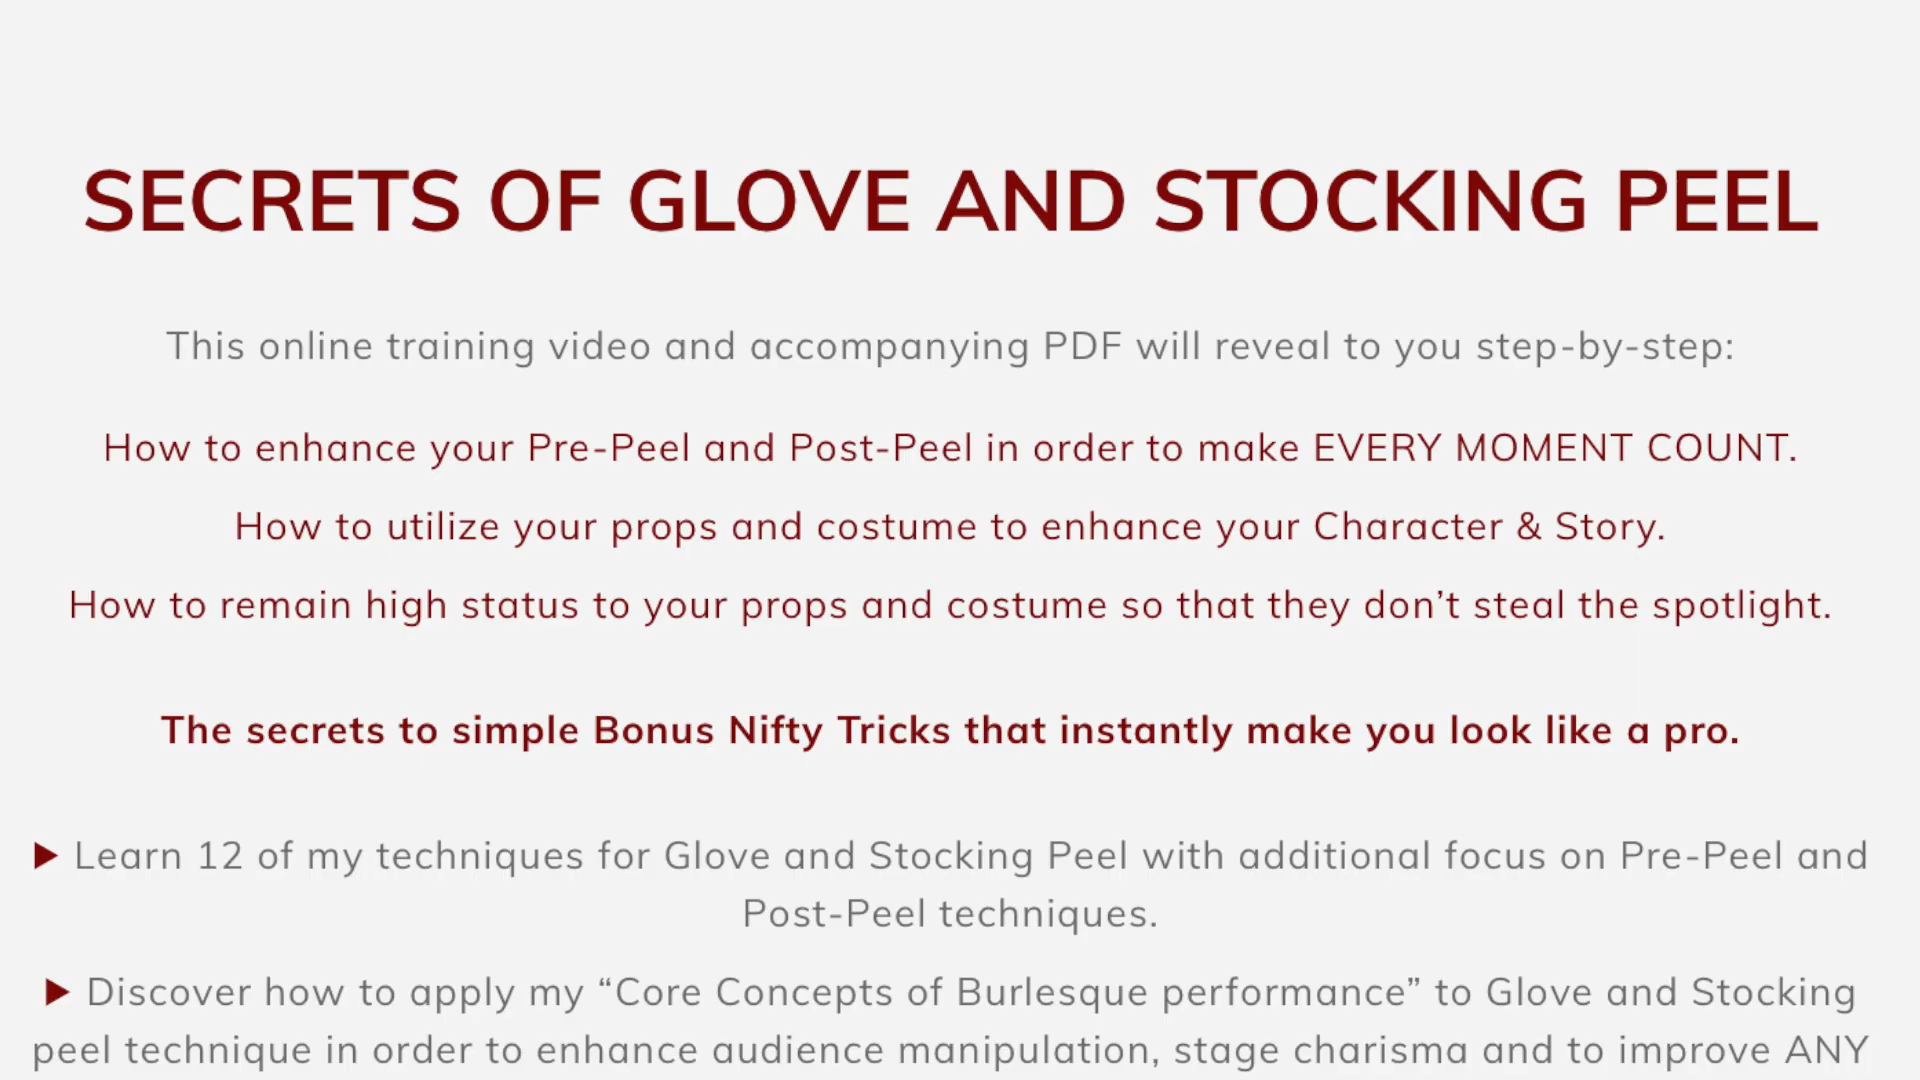 SECRETS OF GLOVE AND STOCKING PEEL
This online training video and accompanying PDF will reveal to you step-by-step:
How to enhance your Pre-Peel and Post-Peel in order to make EVERY MOMENT COUNT.
How to utilize your props and costume to enhance your Character & Story.
How to remain high status to your props and costume so that they don’t steal the spotlight.
The secrets to simple Bonus Nifty Tricks that instantly make you look like a pro.
▶ Learn 12 of my techniques for Glove and Stocking Peel with additional focus on Pre-Peel and
Post-Peel techniques.
▶ Discover how to apply my “Core Concepts of Burlesque performance” to Glove and Stocking
peel technique in order to enhance audience manipulation, stage charisma and to improve ANY